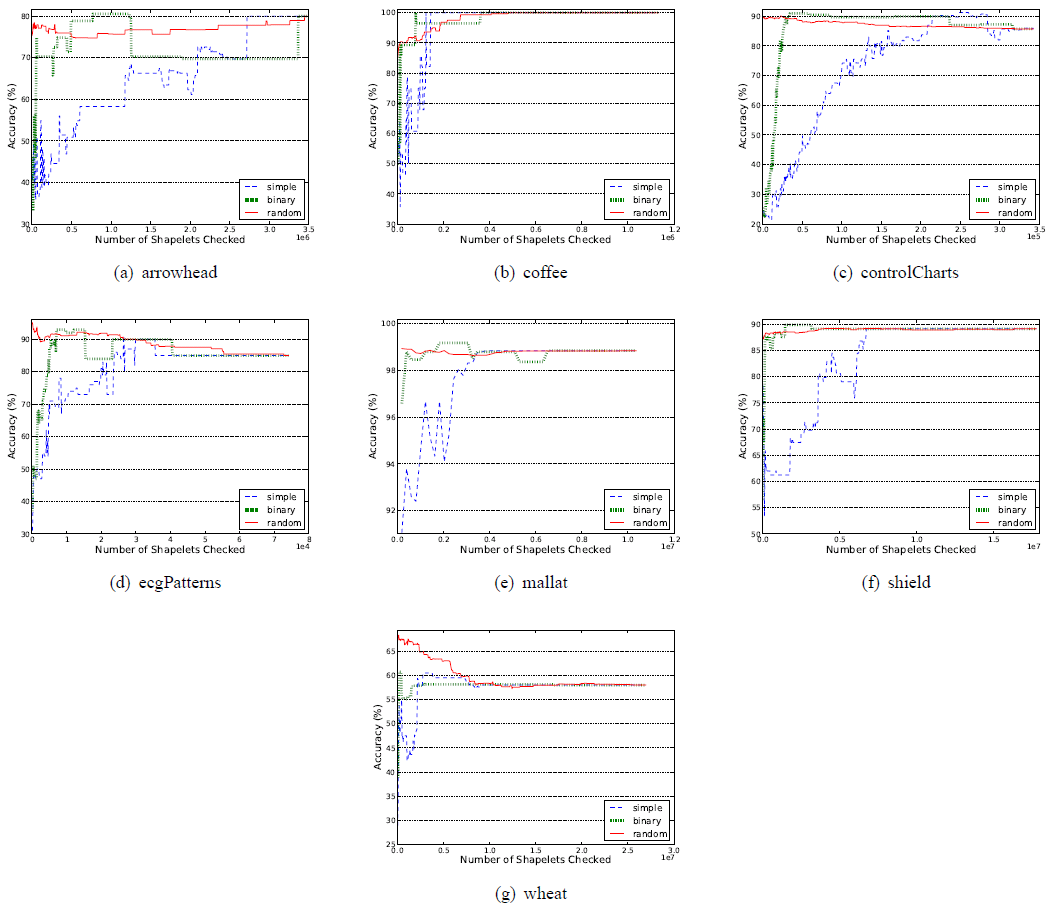 Accuracy (%)
80
70
60
50
40
30
simple
binary
random
0.0 0.5 1.0 1.5 2.0 2.5 3.0 3.5
1e6
Number of Shapelets Checked
(a) arrowhead
Accuracy (%)
100
90
80
70
60
50
40
30
simple
binary
random
0.0 0.2 0.4 0.6 0.8 1.0 1.2
1e6
Number of Shapelets Checked
(b) coffee
Accuracy (%)
90
80
70
60
50
40
30
20
simple
binary
random
0.0 0.5 1.0 1.5 2.0 2.5 3.0 3.5
1e5
Number of Shapelets Checked
(c) controlCharts
Accuracy (%)
90
80
70
60
50
40
30
simple
binary
random
0 1 2 3 4 5 6 7 8
1e4
Number of Shapelets Checked
(d) ecgPatterns
Accuracy (%)
100
98
96
94
92
simple
binary
random
0.0 0.2 0.4 0.6 0.8 1.0 1.2
1e7
Number of Shapelets Checked
(e) mallat
Accuracy (%)
90
85
80
75
70
65
60
55
50
simple
binary
random
0.0 0.5 1.0 1.5
1e7
Number of Shapelets Checked
(f) shield
Accuracy (%)
65
60
55
50
45
40
35
30
25
simple
binary
random
0.0 0.5 1.0 1.5 2.0 2.5 3.0
1e7
Number of Shapelets Checked
(g) wheat